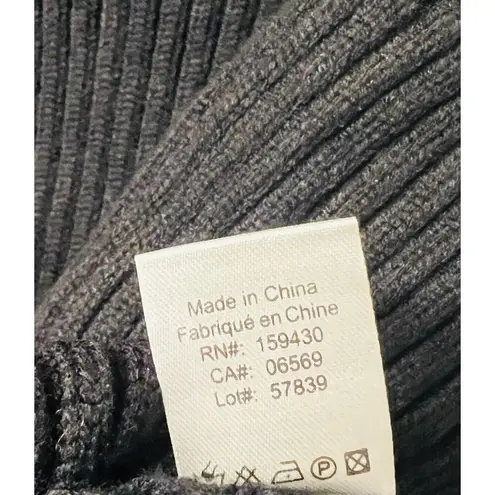 Made in China
Fabriqué en Chine
RN#: 159430
CA#: 06569
Lot#: 57839
P